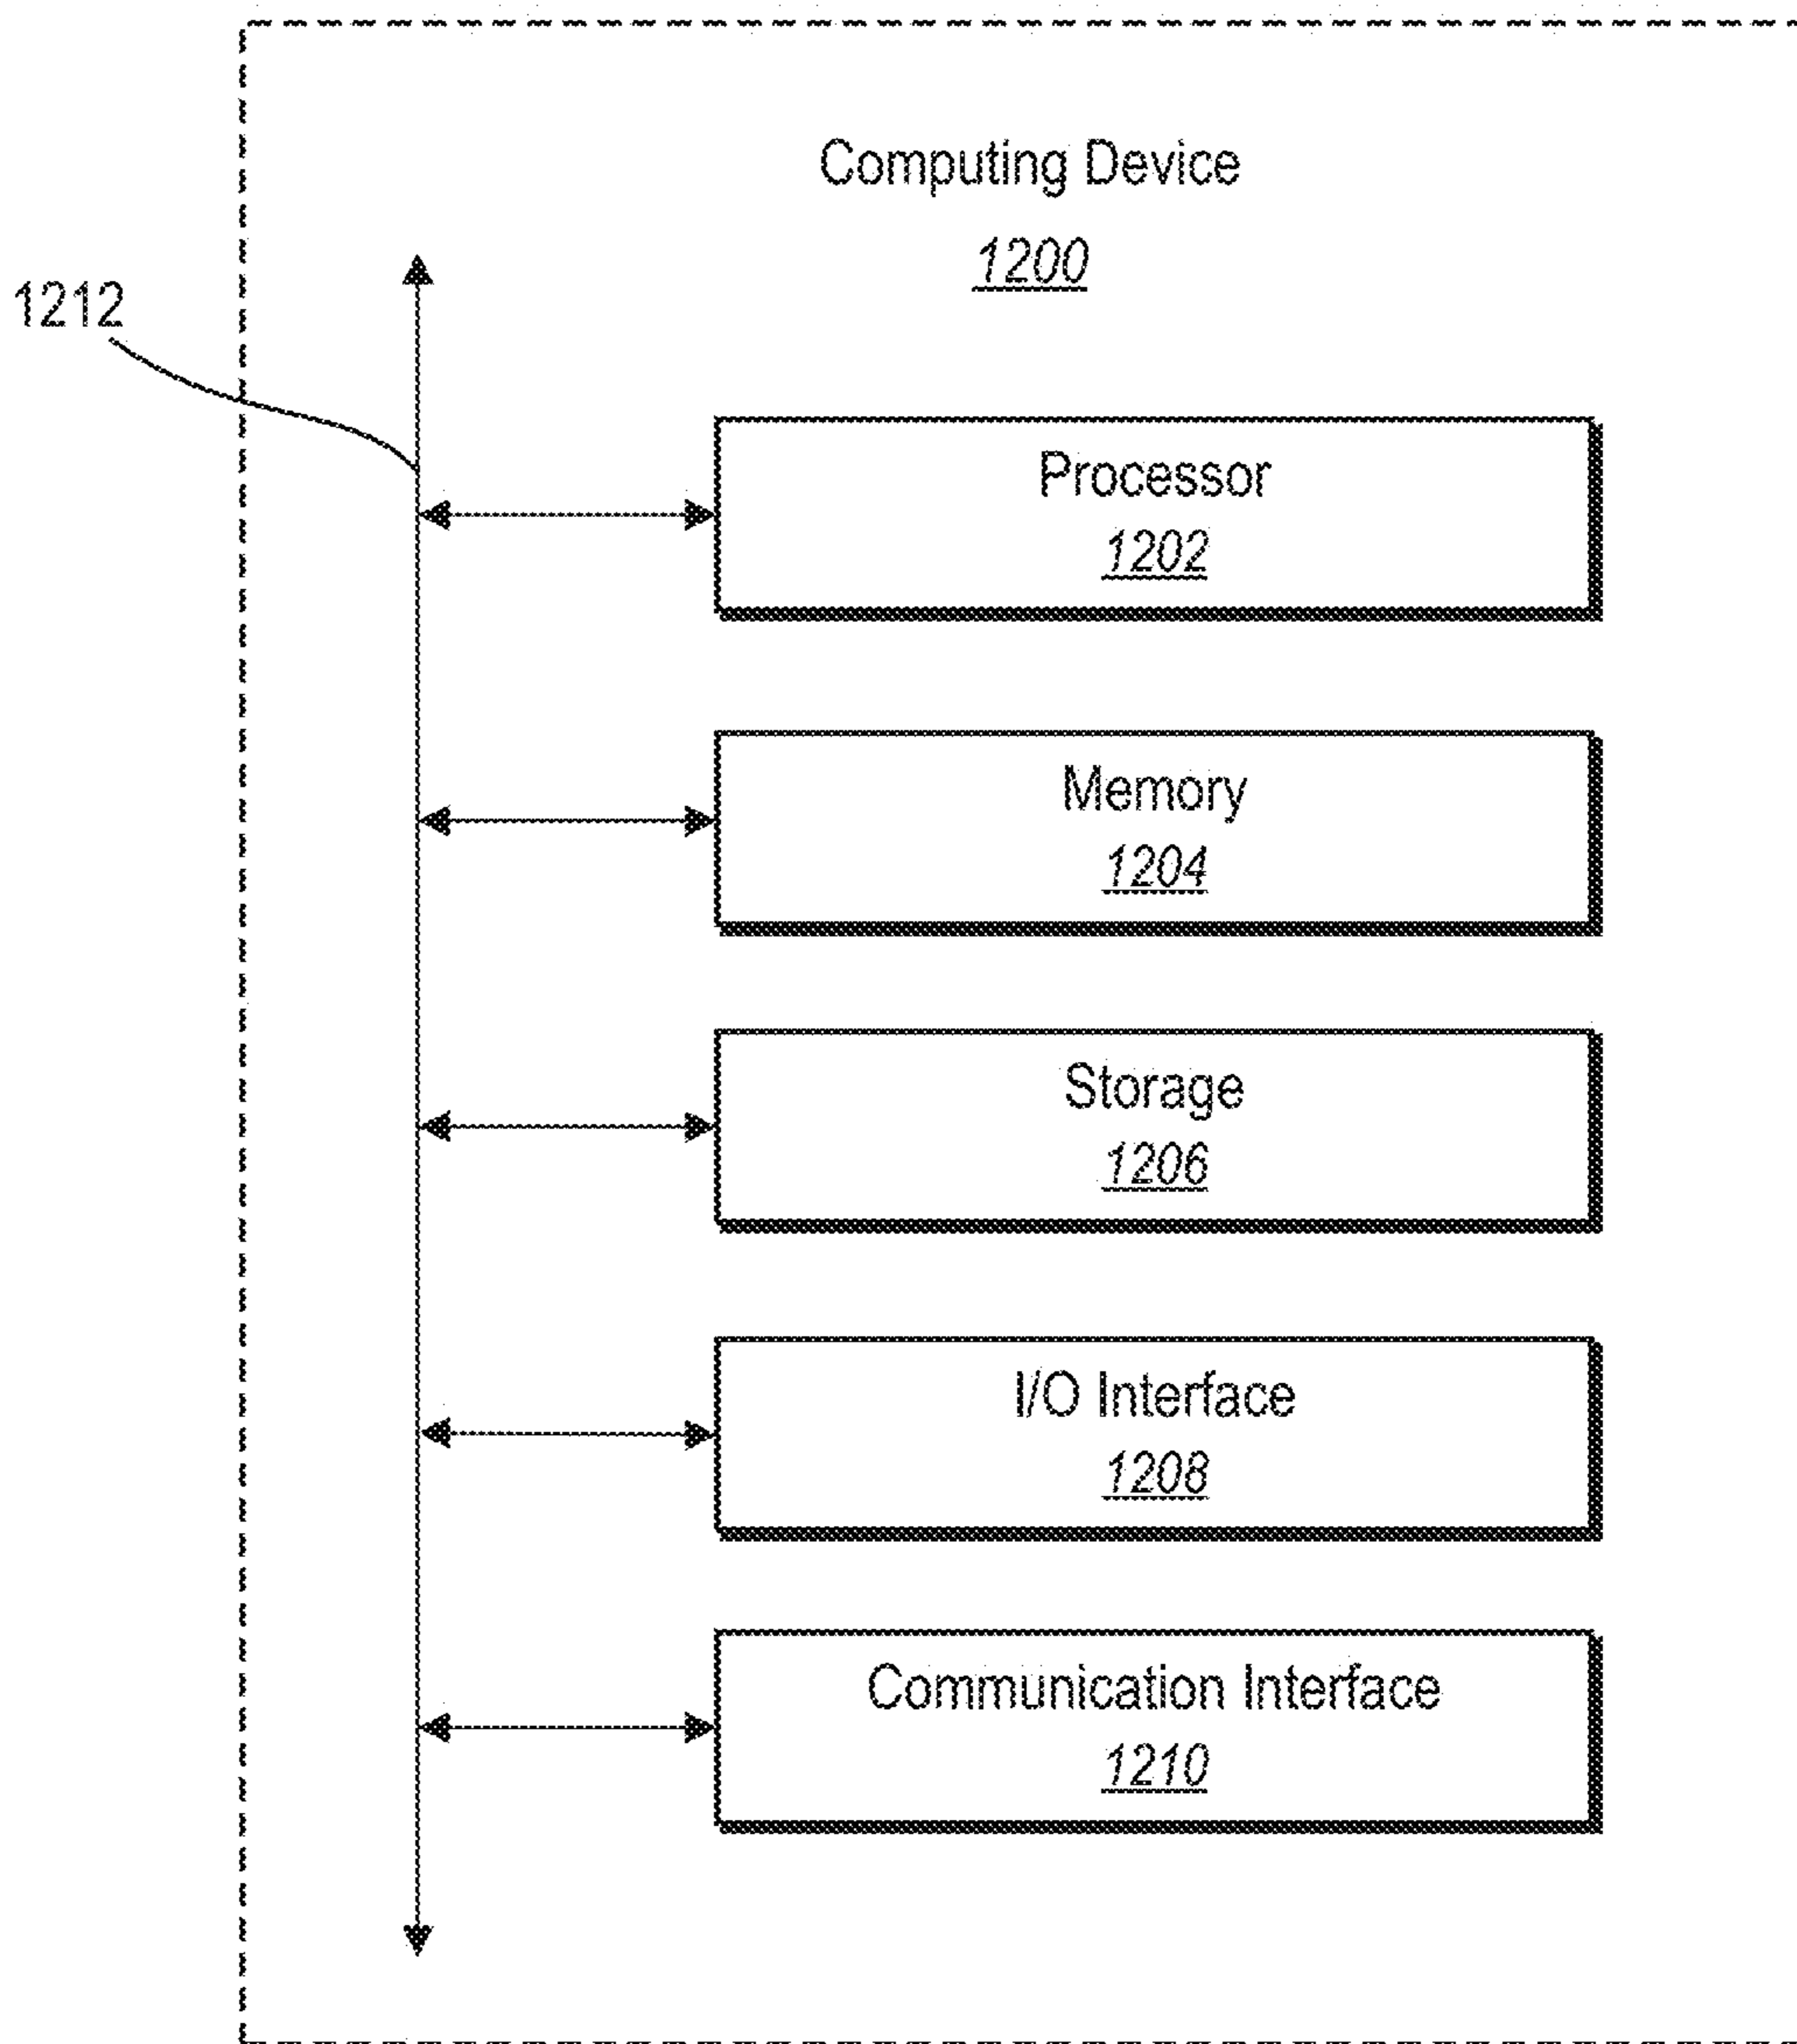 Computing Device
1200
1212
Processor
1202
Memory
1204
Storage
1206
I/O Interface
1208
Communication Interface
1210